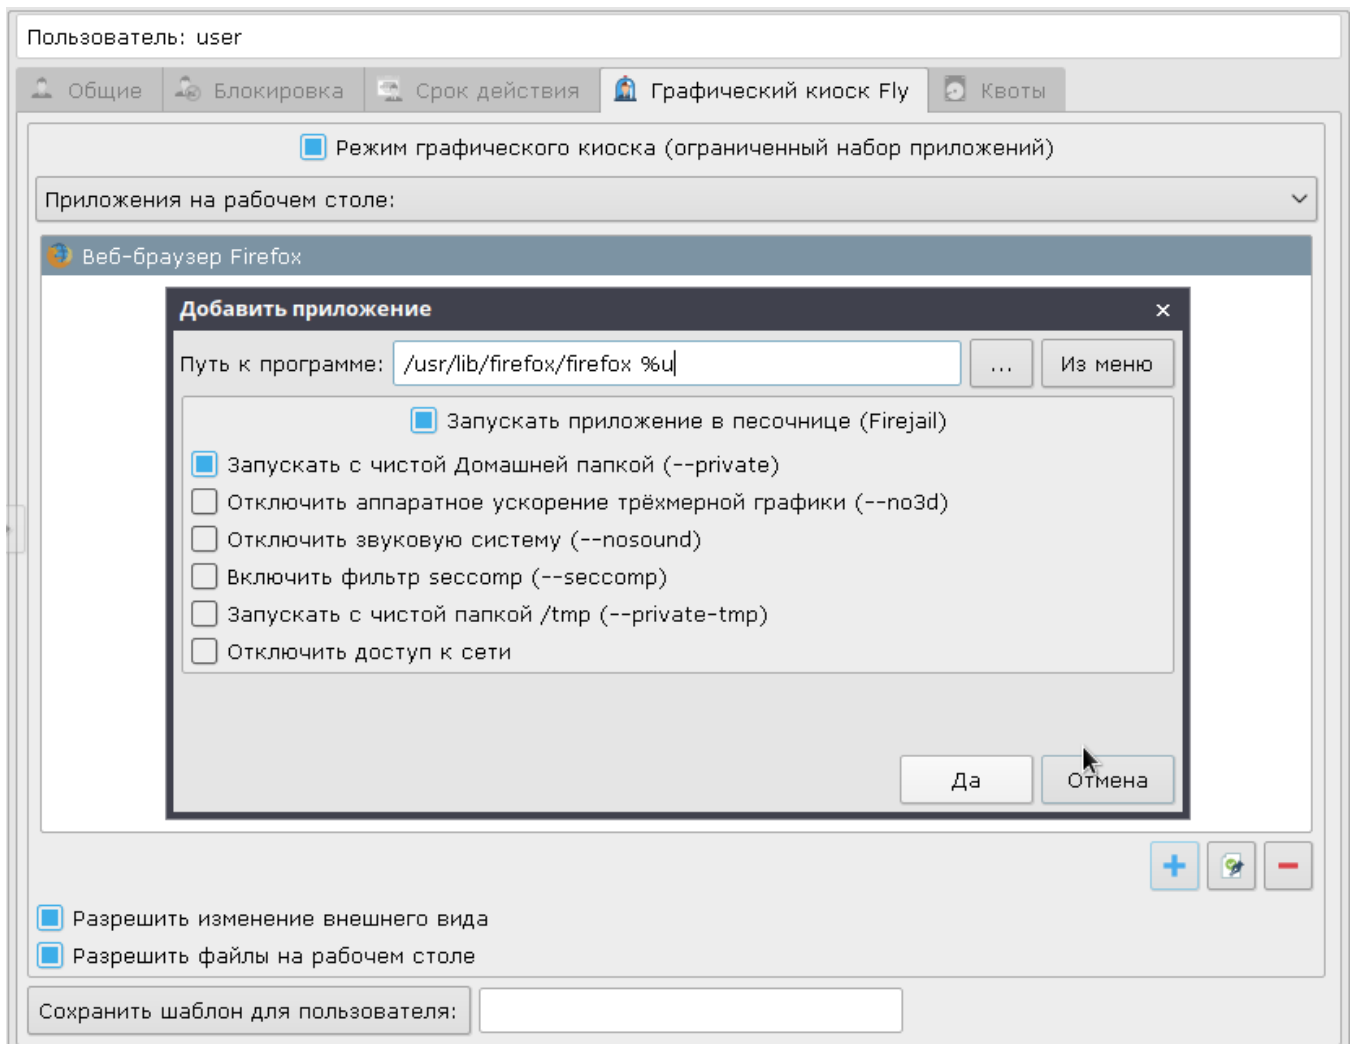 Пользователь: user
Общие Блокировка Срок действия Графический киоск Fly Квоты
Режим графического киоска (ограниченный набор приложений)
Приложения на рабочем столе:
Веб-браузер Firefox
Добавить приложение
Путь к программе: /usr/lib/firefox/firefox %u ... Из меню
Запускать приложение в песочнице (Firejail)
Запускать с чистой Домашней папкой (--private)
Отключить аппаратное ускорение трёхмерной графики (--no3d)
Отключить звуковую систему (--nosound)
Включить фильтр seccomp (--seccomp)
Запускать с чистой папкой /tmp (--private-tmp)
Отключить доступ к сети
Да Отмена
Разрешить изменение внешнего вида
Разрешить файлы на рабочем столе
Сохранить шаблон для пользователя: